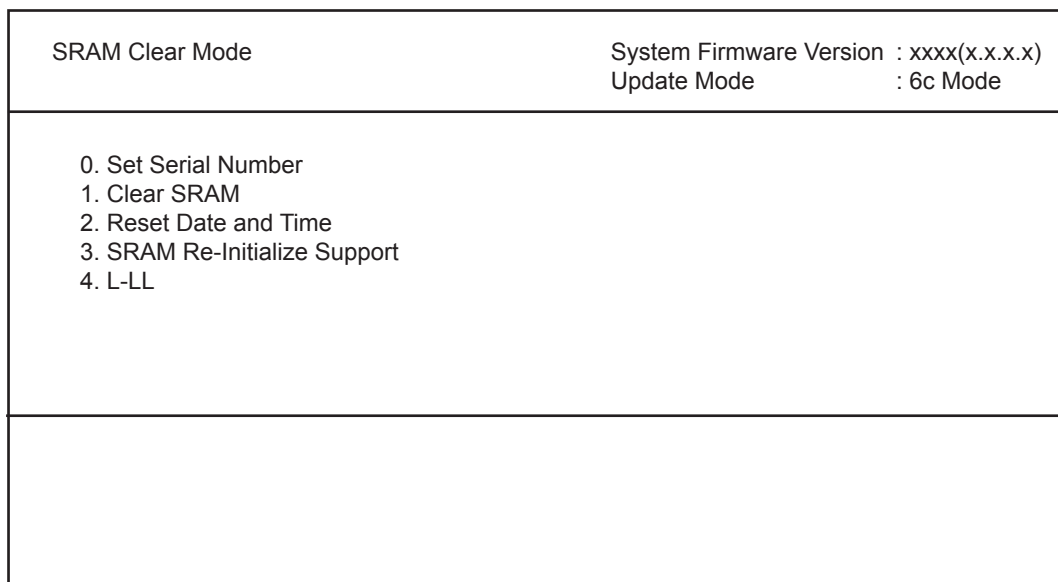 SRAM Clear Mode
System Firmware Version : xxxx(x.x.x.x)
Update Mode : 6c Mode
0. Set Serial Number
1. Clear SRAM
2. Reset Date and Time
3. SRAM Re-Initialize Support
4. L-LL